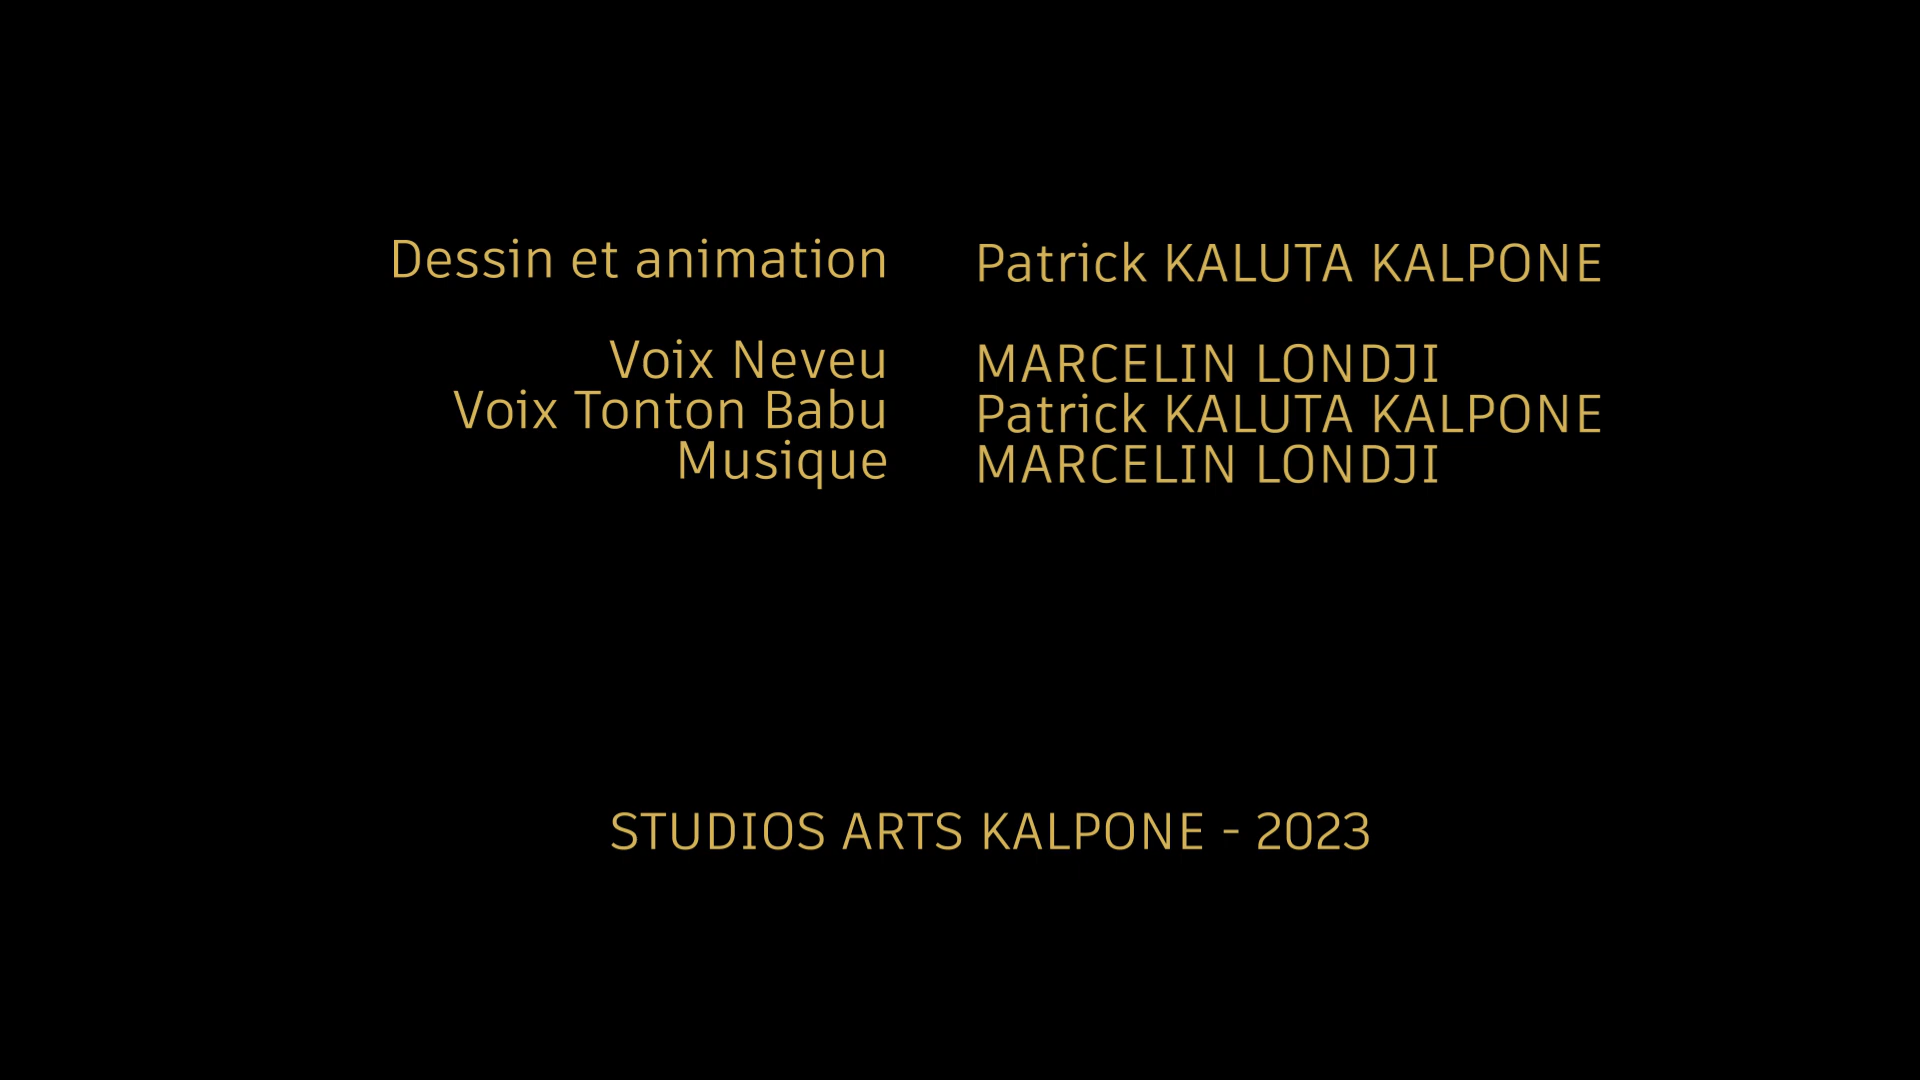 Dessin et animation Patrick KALUTA KALPONE
Voix Neveu MARCELIN LONDJI
Voix Tonton Babu Patrick KALUTA KALPONE
Musique MARCELIN LONDJI
STUDIOS ARTS KALPONE - 2023